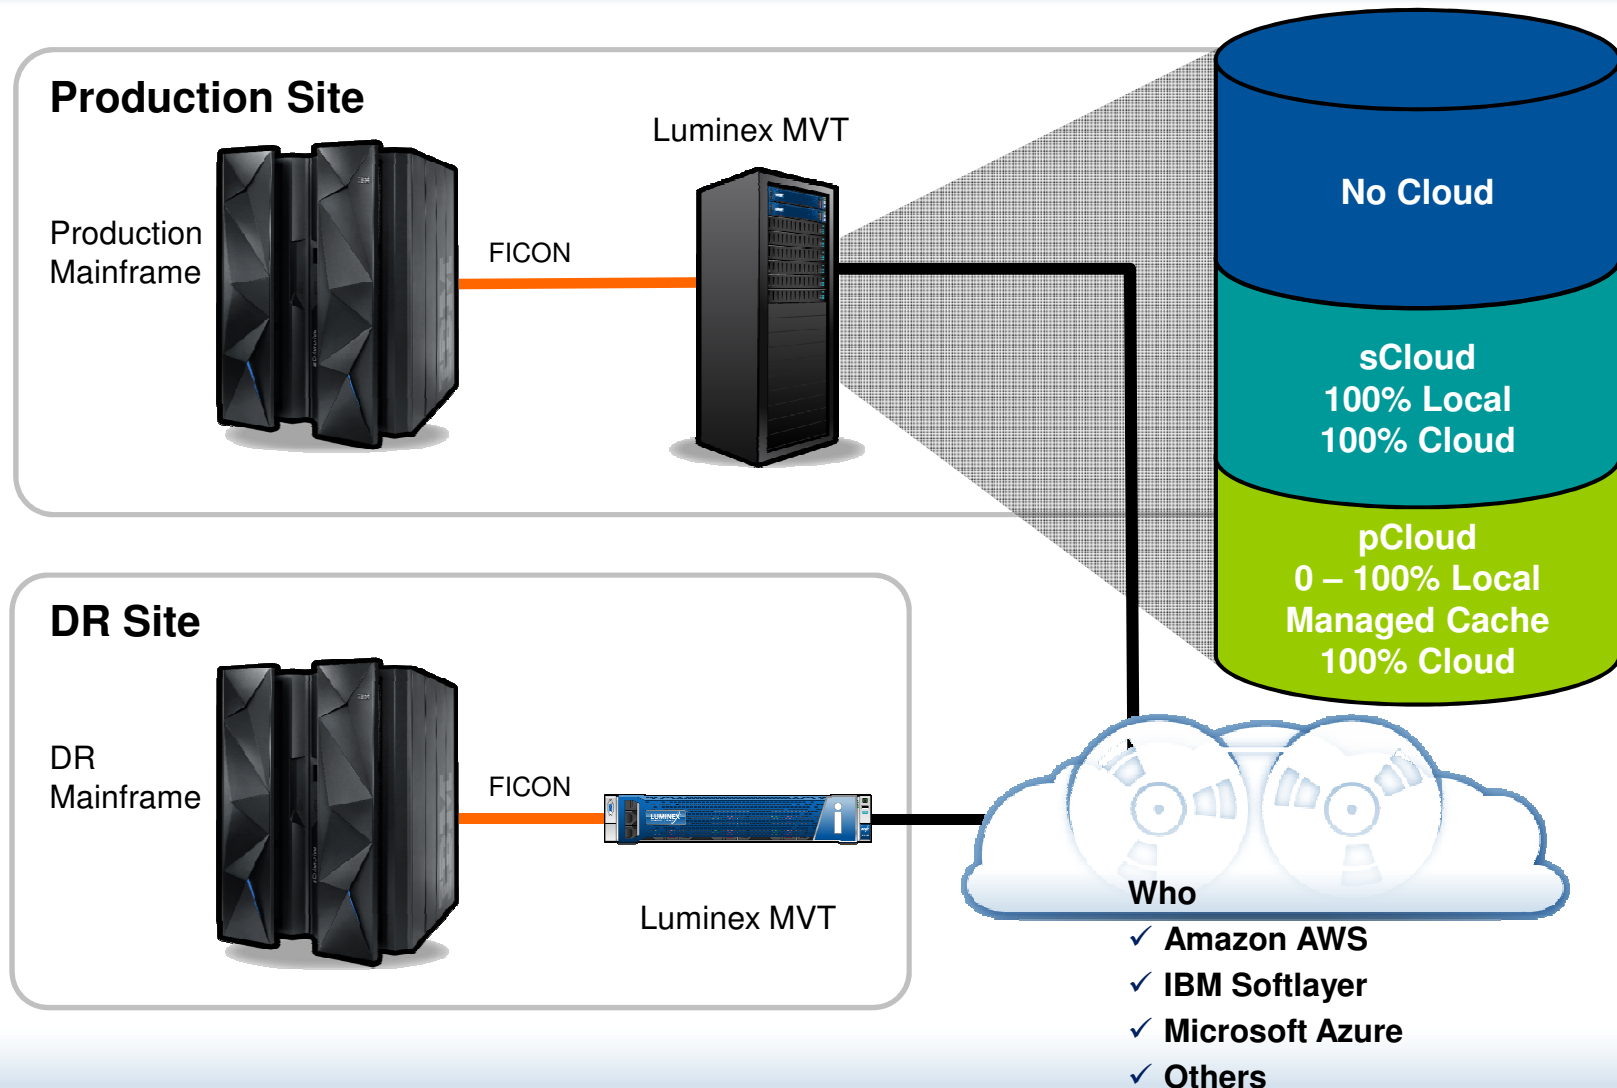 Production Site
Luminex MVT
Production
Mainframe
FICON
No Cloud
sCloud
100% Local
100% Cloud
pCloud
0 – 100% Local
Managed Cache
100% Cloud
DR Site
DR
Mainframe
FICON
LUMINEX
Luminex MVT
Who
✓ Amazon AWS
✓ IBM Softlayer
✓ Microsoft Azure
✓ Others